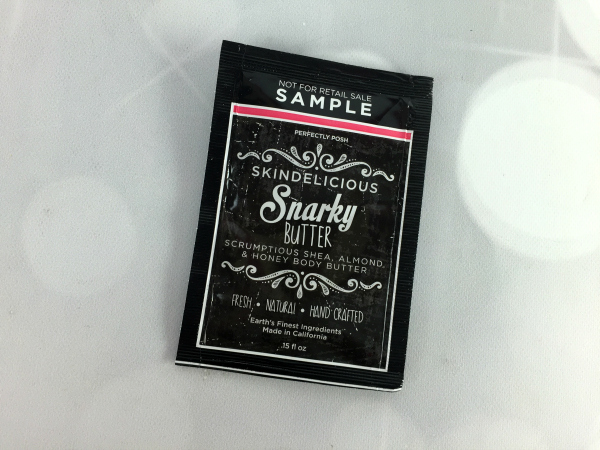 NOT FOR RETAIL SALE
SAMPLE
PERFECTLY POSH
SKINDELICIOUS
Snarky
BUTTER
SCRUMPTIOUS SHEA, ALMOND,
& HONEY BODY BUTTER
FRESH • NATURAL • HAND CRAFTED
Earth's Finest Ingredients
Made in California
.15 fl oz